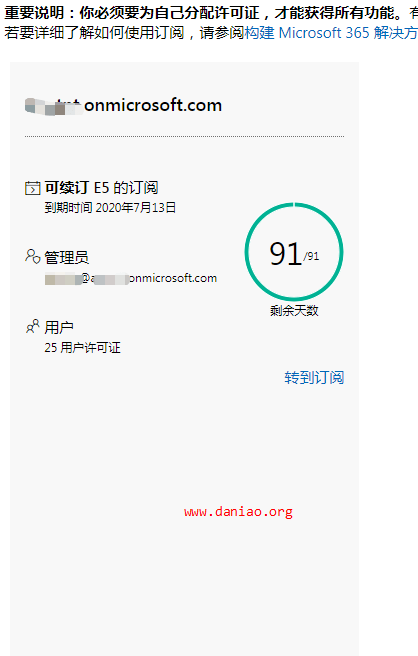 重要说明：你必须要为自己分配许可证，才能获得所有功能。
若要详细了解如何使用订阅，请参阅构建 Microsoft 365 解决方
onmicrosoft.com
可续订 E5 的订阅
到期时间 2020年7月13日
91/91
剩余天数
管理员
onmicrosoft.com
用户
25 用户许可证
转到订阅
www.daniao.org